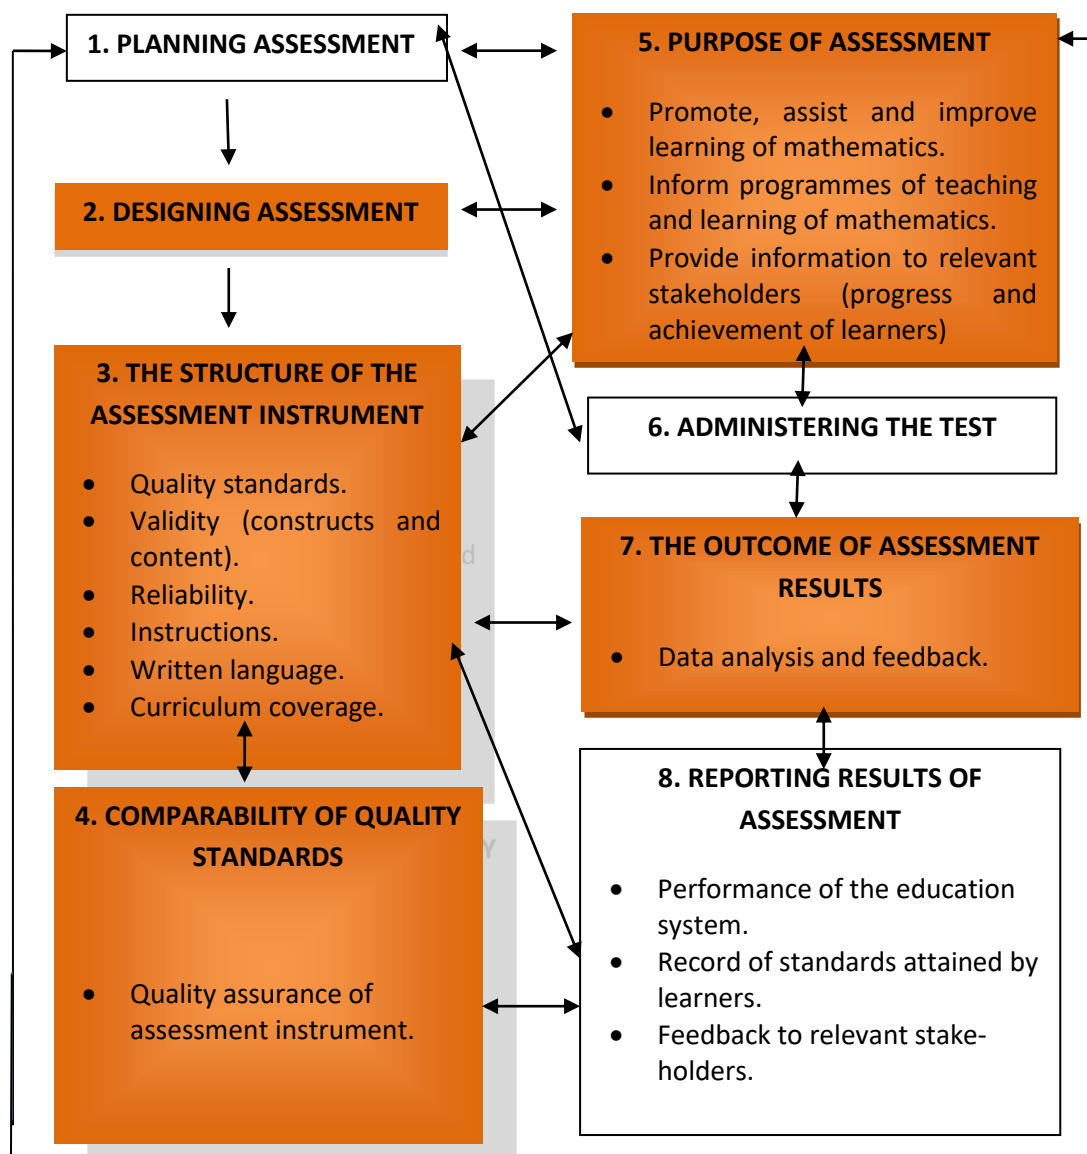 1. PLANNING ASSESSMENT
2. DESIGNING ASSESSMENT
3. THE STRUCTURE OF THE
ASSESSMENT INSTRUMENT
• Quality standards.
• Validity (constructs and
content).
• Reliability.
• Instructions.
• Written language.
• Curriculum coverage.
d
4. COMPARABILITY OF QUALITY
STANDARDS
Y
• Quality assurance of
assessment instrument.
5. PURPOSE OF ASSESSMENT
• Promote, assist and improve
learning of mathematics.
• Inform programmes of teaching
and learning of mathematics.
• Provide information to relevant
stakeholders (progress and
achievement of learners)
6. ADMINISTERING THE TEST
7. THE OUTCOME OF ASSESSMENT
RESULTS
• Data analysis and feedback.
8. REPORTING RESULTS OF
ASSESSMENT
• Performance of the education
system.
• Record of standards attained by
learners.
• Feedback to relevant stake-
holders.